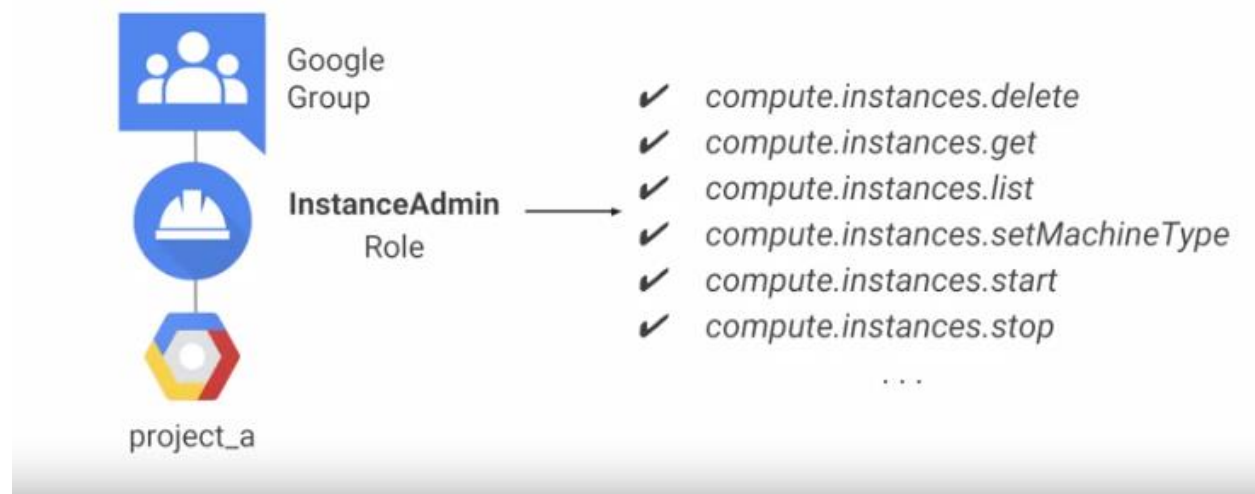 Google
Group
InstanceAdmin
Role
project_a
✔ compute.instances.delete
✔ compute.instances.get
✔ compute.instances.list
✔ compute.instances.setMachineType
✔ compute.instances.start
✔ compute.instances.stop
. . .